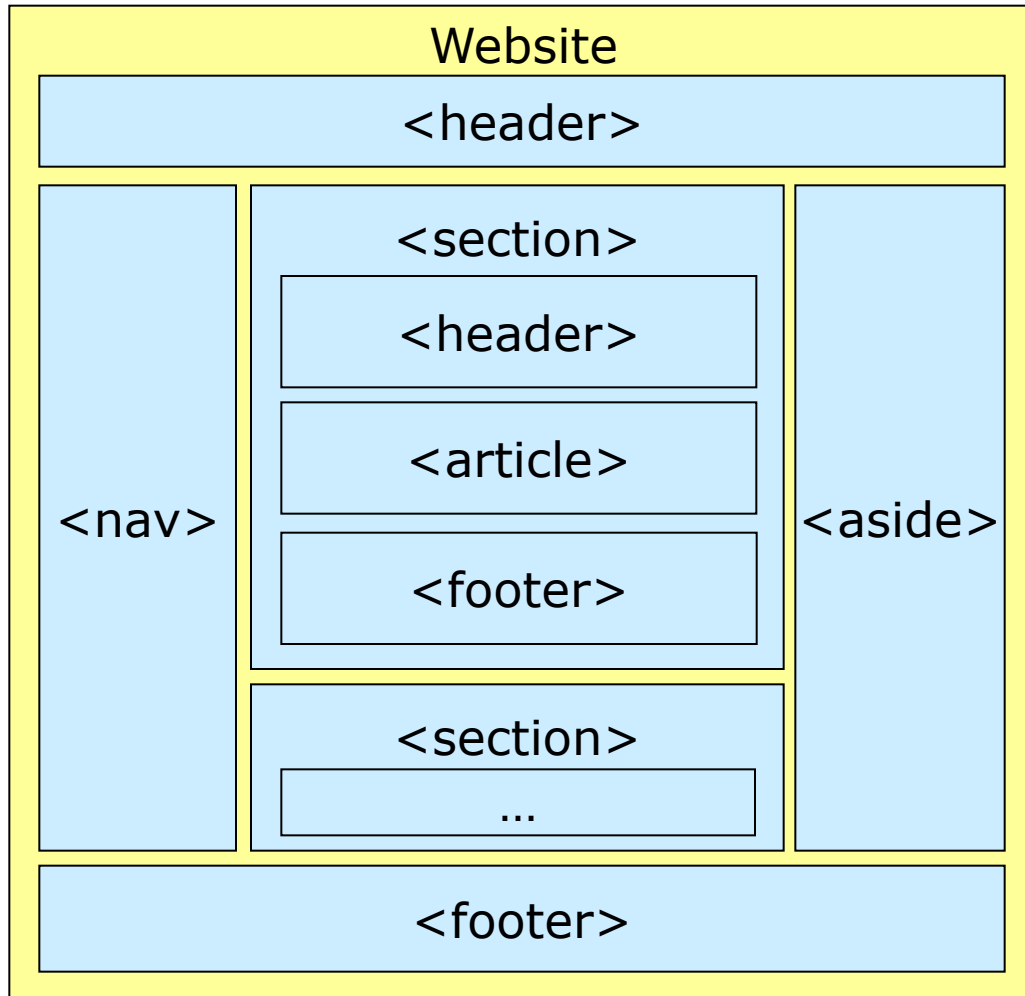 Website
<header>
<nav>
<section>
<header>
<article>
<footer>
<section>
...
<aside>
<footer>